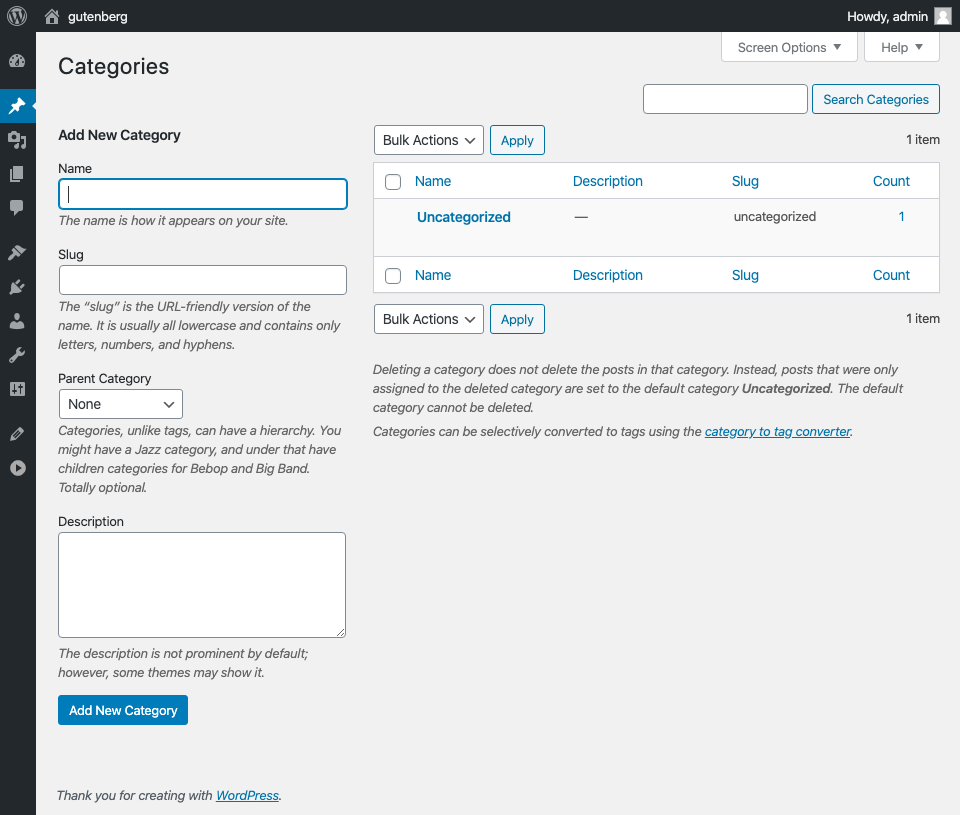 gutenberg
Howdy, admin
Screen Options
Help
Categories
Search Categories
Add New Category
Name
The name is how it appears on your site.
Slug
The “slug” is the URL-friendly version of the
name. It is usually all lowercase and contains only
letters, numbers, and hyphens.
Parent Category
None
Categories, unlike tags, can have a hierarchy. You
might have a Jazz category, and under that have
children categories for Bebop and Big Band.
Totally optional.
Description
The description is not prominent by default;
however, some themes may show it.
Add New Category
Bulk Actions Apply 1 item
Name Description Slug Count
Uncategorized — uncategorized 1
Name Description Slug Count
Bulk Actions Apply 1 item
Deleting a category does not delete the posts in that category. Instead, posts that were only
assigned to the deleted category are set to the default category Uncategorized. The default
category cannot be deleted.
Categories can be selectively converted to tags using the category to tag converter.
Thank you for creating with WordPress.